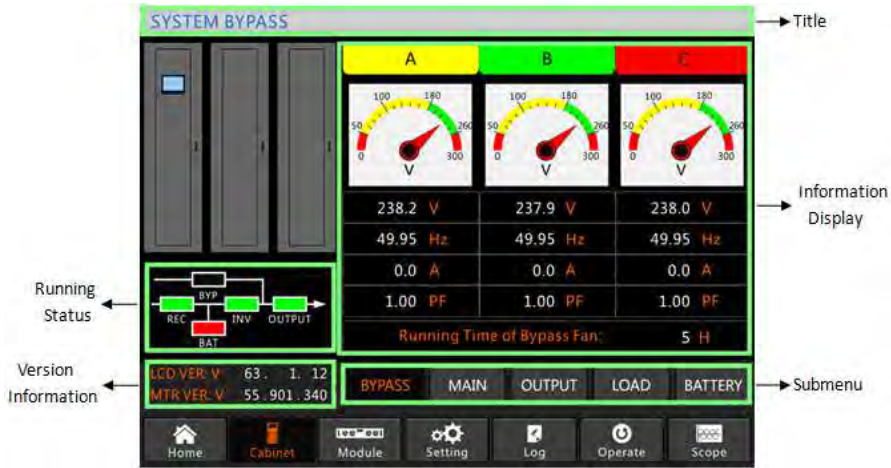 SYSTEM BYPASS
Title
A B C
50 100 180 260 0 300 V
50 100 180 260 0 300 V
50 100 180 260 0 300 V
238.2 V 237.9 V 238.0 V
49.95 Hz 49.95 Hz 49.95 Hz
0.0 A 0.0 A 0.0 A
1.00 PF 1.00 PF 1.00 PF
Running Time of Bypass Fan: 5 H
Information
Display
Running
Status
BYP
REC INV OUTPUT
BAT
Version
Information
LCD VER: V 63. 1. 12
MTR VER: V 55.901.340
BYPASS MAIN OUTPUT LOAD BATTERY
Submenu
Home Cabinet Module Setting Log Operate Scope